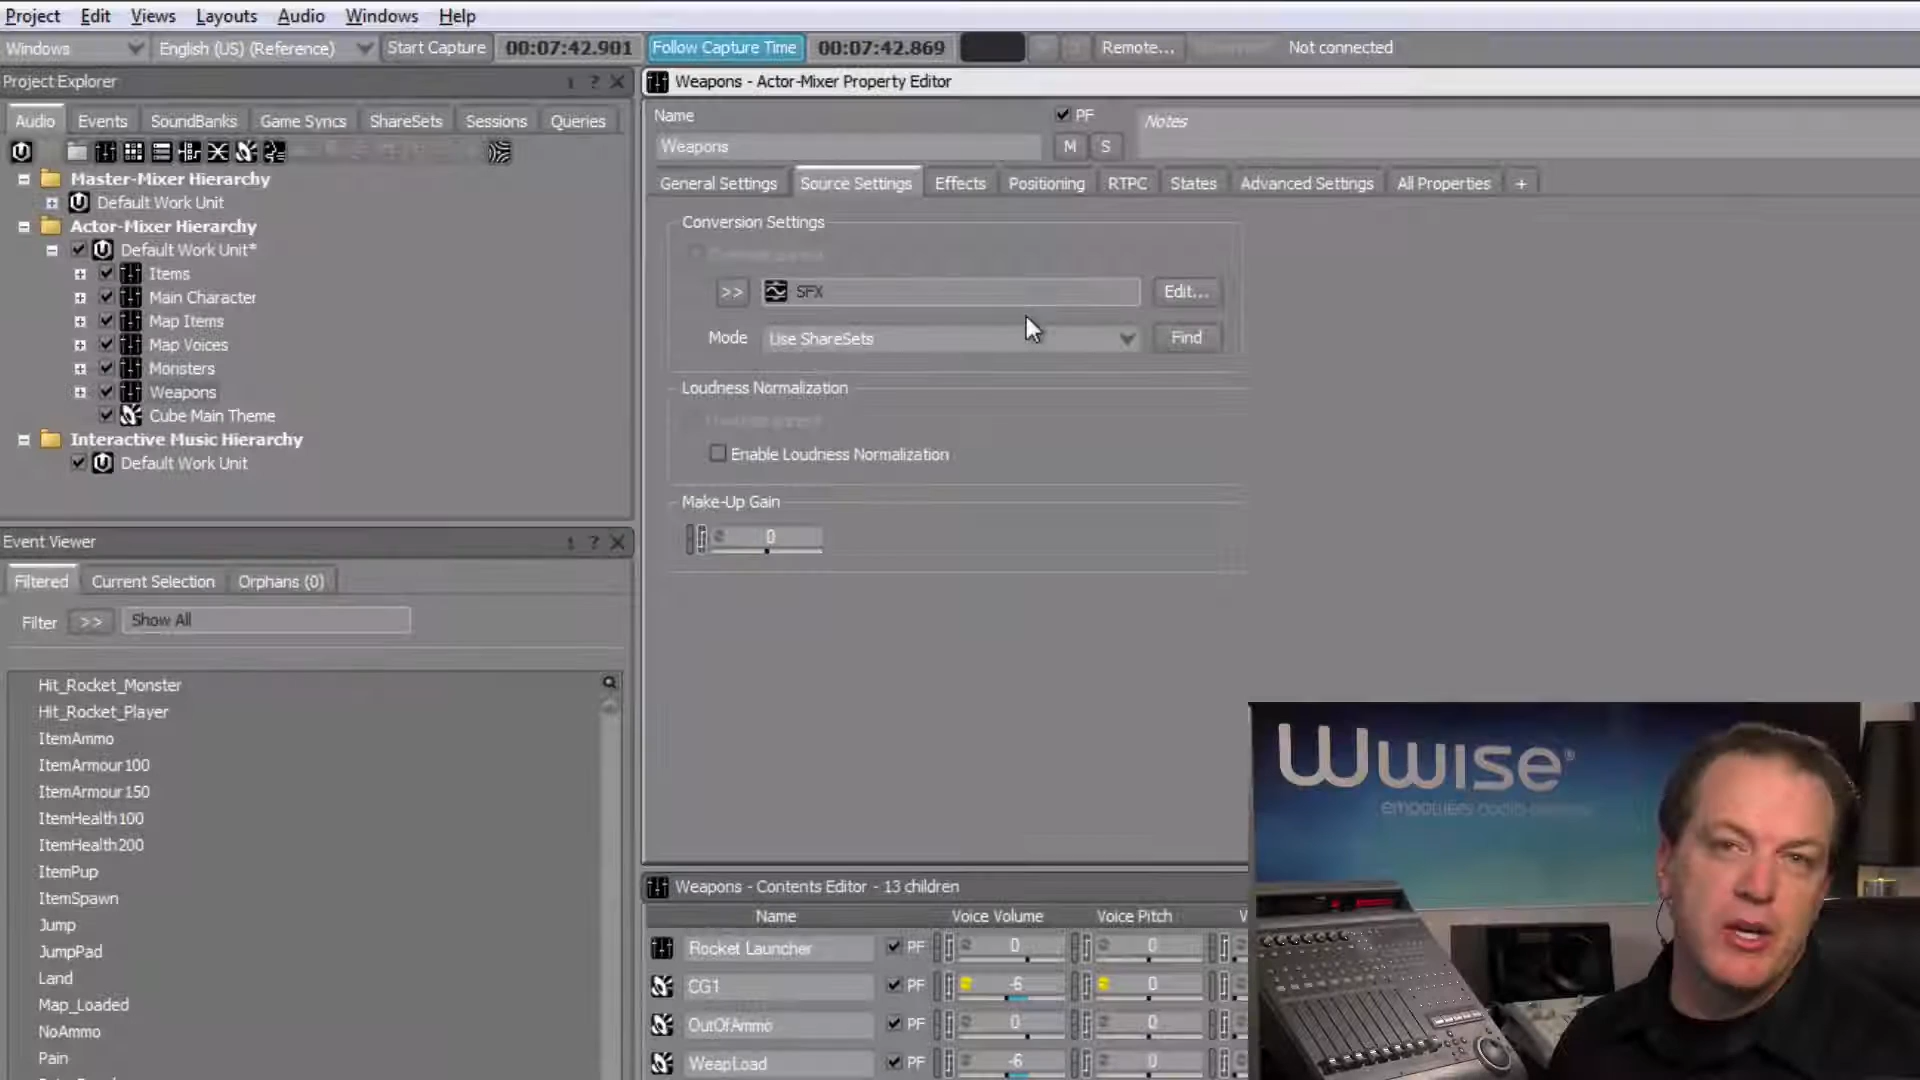 Project Edit Views Layouts Audio Windows Help
Windows English (US) (Reference) Start Capture 00:07:42.901 Follow Capture Time 00:07:42.869 Remote... Not connected
Project Explorer ? Weapons - Actor-Mixer Property Editor
Name PF Notes
Audio Events SoundBanks Game Syncs ShareSets Sessions Queries
Weapons M S
General Settings Source Settings Effects Positioning RTPC States Advanced Settings All Properties +
Master-Mixer Hierarchy
Default Work Unit
Actor-Mixer Hierarchy
Default Work Unit*
Items
Main Character
Map Items
Map Voices
Monsters
Weapons
Cube Main Theme
Interactive Music Hierarchy
Default Work Unit
Conversion Settings
>> SFX Edit...
Mode Use ShareSets Find
Loudness Normalization
Enable Loudness Normalization
Make-Up Gain
0
Event Viewer ?
Filtered Current Selection Orphans (0)
Filter >> Show All
Hit_Rocket_Monster
Hit_Rocket_Player
ItemAmmo
ItemArmour100
ItemArmour150
ItemHealth100
ItemHealth200
ItemPup
ItemSpawn
Jump
JumpPad
Land
Map_Loaded
NoAmmo
Pain
Weapons - Contents Editor - 13 children
Name Voice Volume Voice Pitch V
Rocket Launcher PF 0 0
CG1 PF -6 0
OutOfAmmo PF 0 0
WeapLoad PF -6 0
Wwise®
empowers audio